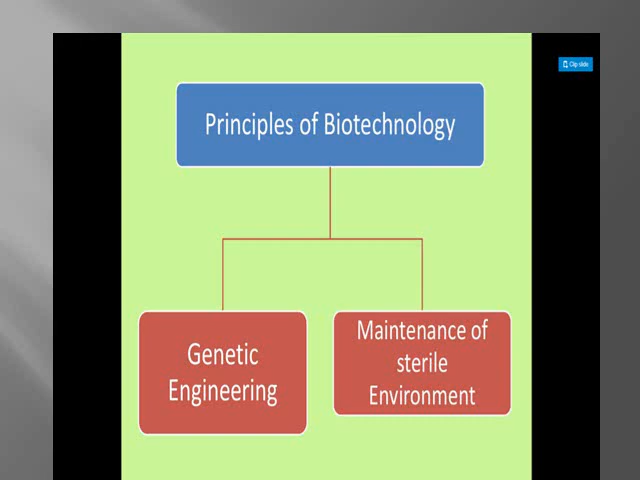 Clip slide
Principles of Biotechnology
Genetic
Engineering
Maintenance of
sterile
Environment